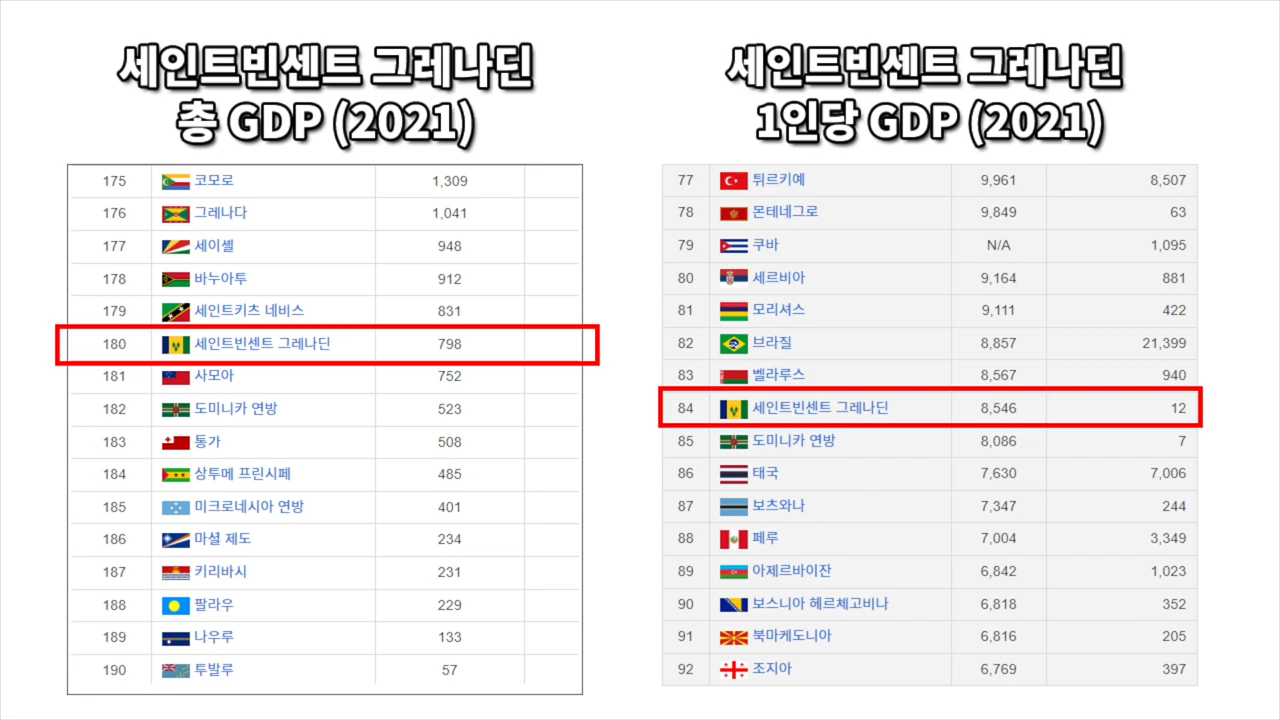 세인트빈센트 그레나딘
총 GDP (2021)
175 코모로 1,309
176 그레나다 1,041
177 세이셸 948
178 바누아투 912
179 세인트키츠 네비스 831
180 세인트빈센트 그레나딘 798
181 사모아 752
182 도미니카 연방 523
183 통가 508
184 상투메 프린시페 485
185 미크로네시아 연방 401
186 마셜 제도 234
187 키리바시 231
188 팔라우 229
189 나우루 133
190 투발루 57
세인트빈센트 그레나딘
1인당 GDP (2021)
77 튀르키예 9,961 8,507
78 몬테네그로 9,849 63
79 쿠바 N/A 1,095
80 세르비아 9,164 881
81 모리셔스 9,111 422
82 브라질 8,857 21,399
83 벨라루스 8,567 940
84 세인트빈센트 그레나딘 8,546 12
85 도미니카 연방 8,086 7
86 태국 7,630 7,006
87 보츠와나 7,347 244
88 페루 7,004 3,349
89 아제르바이잔 6,842 1,023
90 보스니아 헤르체고비나 6,818 352
91 북마케도니아 6,816 205
92 조지아 6,769 397